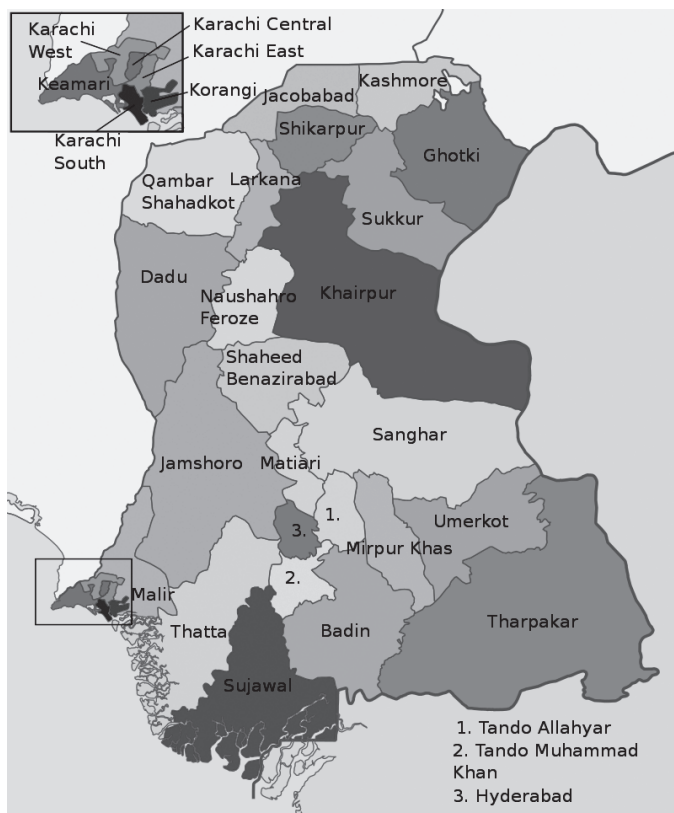 Karachi Central
Karachi
West
Karachi East
Keamari
Korangi
Karachi
South
Kashmore
Jacobabad
Shikarpur
Ghotki
Qambar
Shahadkot
Larkana
Sukkur
Dadu
Naushahro
Feroze
Khairpur
Shaheed
Benazirabad
Sanghar
Jamshoro
Matiari
1.
3.
Umerkot
Mirpur Khas
2.
Malir
Thatta
Badin
Tharpakar
Sujawal
1. Tando Allahyar
2. Tando Muhammad
Khan
3. Hyderabad